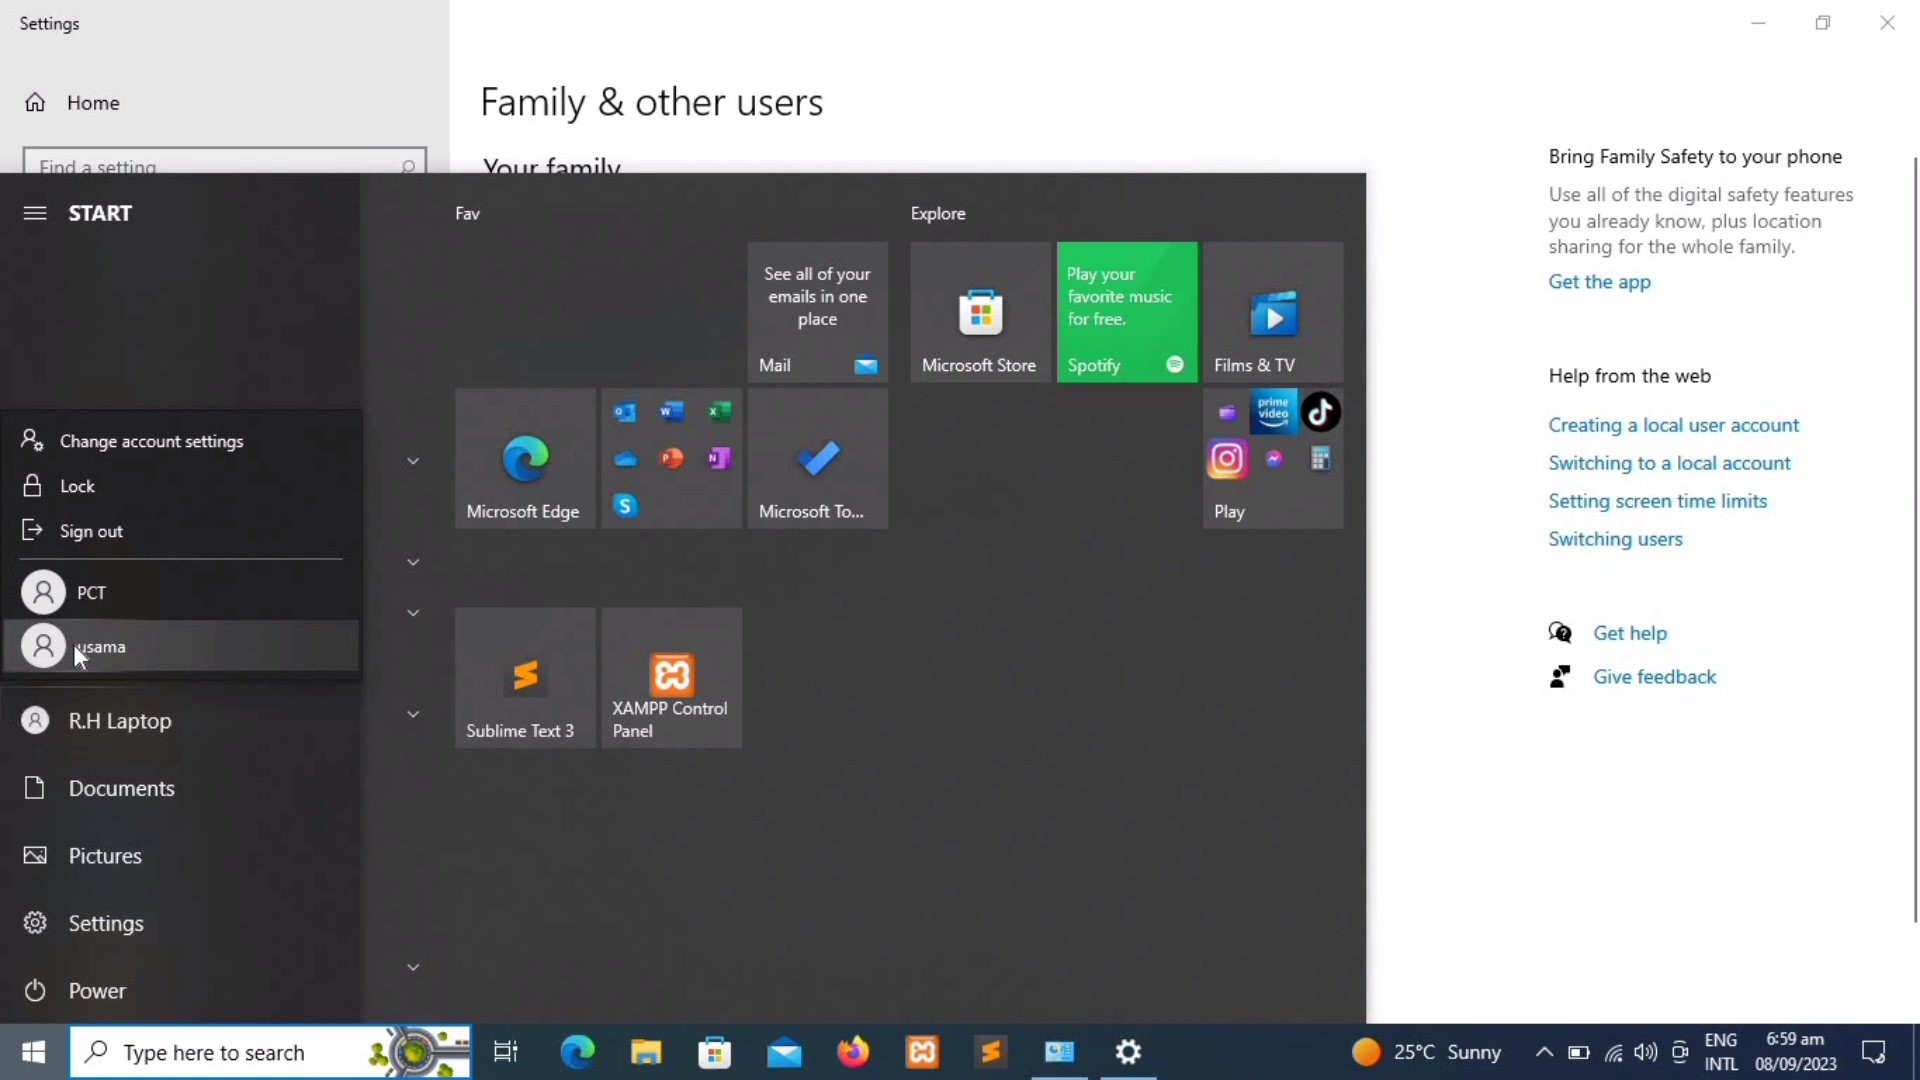 Settings
Home
Find a setting
Family & other users
Your family
Bring Family Safety to your phone
Use all of the digital safety features
you already know, plus location
sharing for the whole family.
Get the app
Help from the web
Creating a local user account
Switching to a local account
Setting screen time limits
Switching users
Get help
Give feedback
START
Change account settings
Lock
Sign out
PCT
usama
R.H Laptop
Documents
Pictures
Settings
Power
Fav
See all of your
emails in one
place
Mail
Microsoft Edge
Microsoft To...
Sublime Text 3
XAMPP Control
Panel
Explore
Microsoft Store
Play your
favorite music
for free.
Spotify
Films & TV
prime
video
Play
Type here to search
25°C Sunny
ENG
INTL
6:59 am
08/09/2023